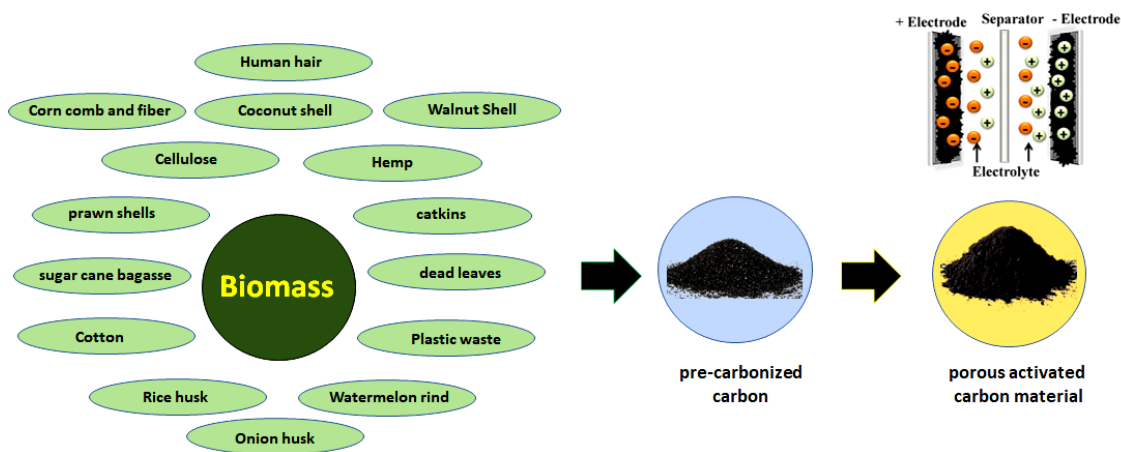 + Electrode Separator - Electrode
Electrolyte
Human hair
Corn comb and fiber
Coconut shell
Walnut Shell
Cellulose
Hemp
prawn shells
catkins
sugar cane bagasse
Biomass
dead leaves
Cotton
Plastic waste
Rice husk
Watermelon rind
Onion husk
pre-carbonized
carbon
porous activated
carbon material